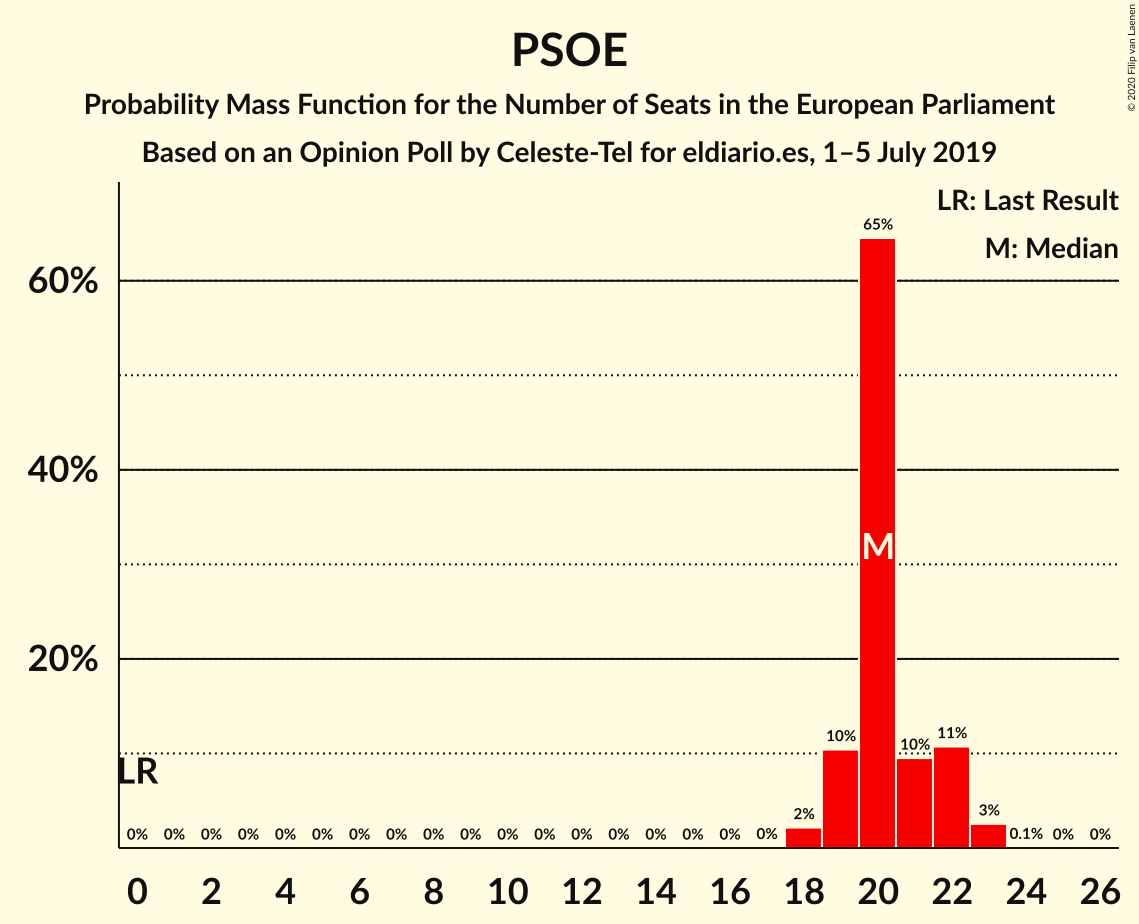 PSOE
Probability Mass Function for the Number of Seats in the European Parliament
Based on an Opinion Poll by Celeste-Tel for eldiario.es, 1–5 July 2019
© 2020 Filip van Laenen
LR: Last Result
M: Median
65%
60%
40%
M
20%
10%
10%
11%
LR
2%
3%
0% 0% 0% 0% 0% 0% 0% 0% 0% 0% 0% 0% 0% 0% 0% 0% 0% 0% 0.1% 0% 0%
0 2 4 6 8 10 12 14 16 18 20 22 24 26